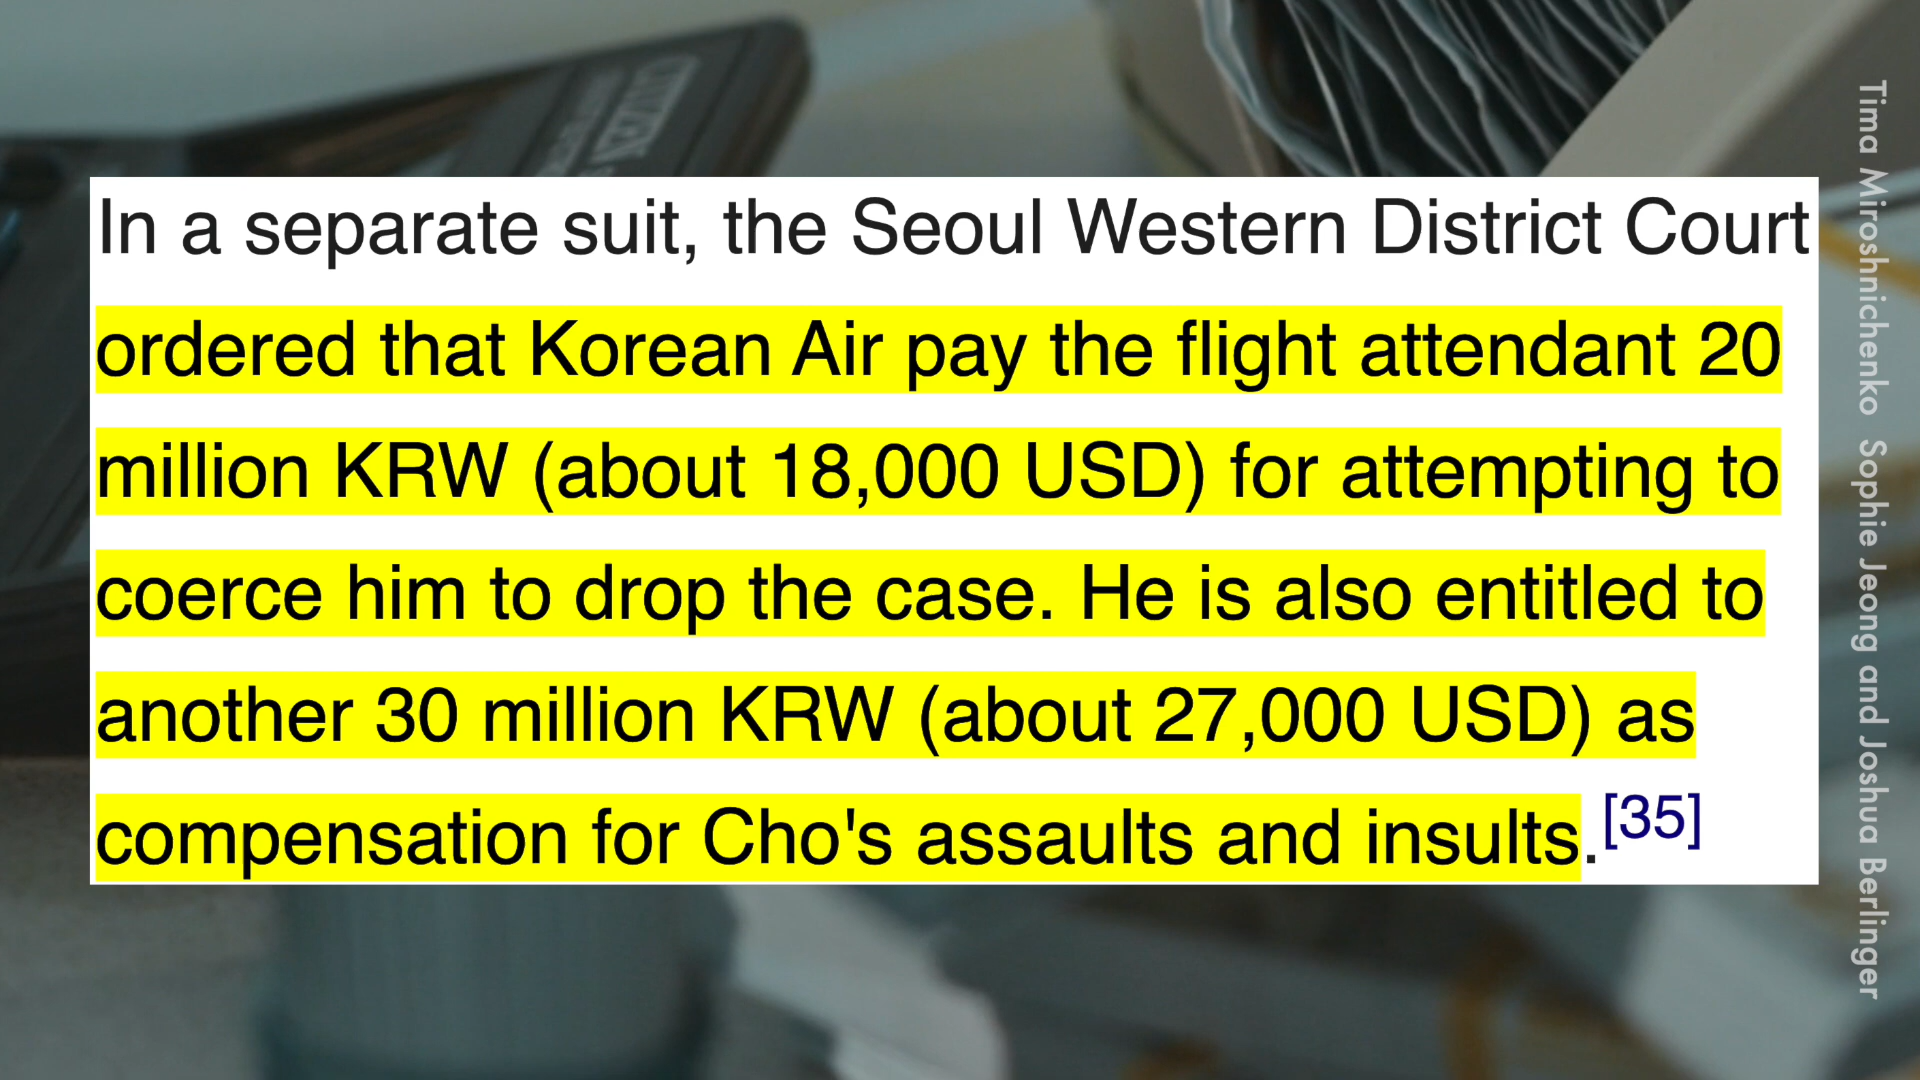 In a separate suit, the Seoul Western District Court
ordered that Korean Air pay the flight attendant 20
million KRW (about 18,000 USD) for attempting to
coerce him to drop the case. He is also entitled to
another 30 million KRW (about 27,000 USD) as
compensation for Cho's assaults and insults.[35]
Tima Miroshnichenko Sophie Jeong and Joshua Berlinger
CITIZEN